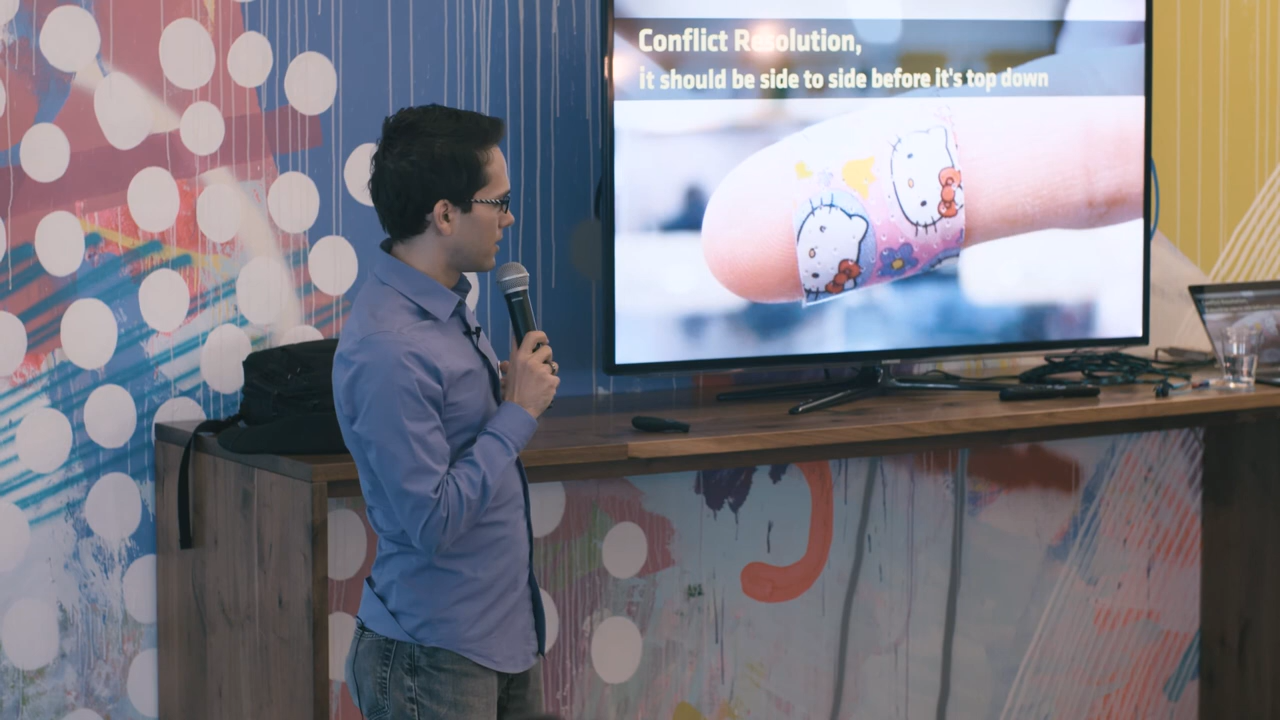 Conflict Resolution,
it should be side to side before it's top down